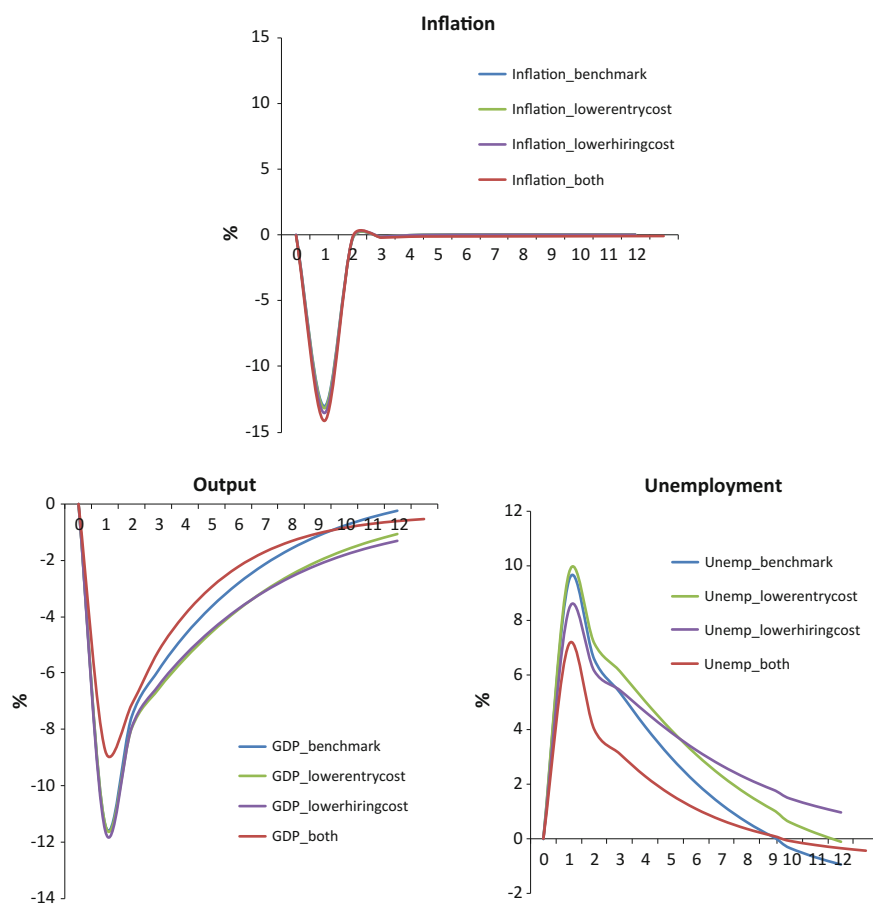 Inflation
15
10
5
0
-5
-10
-15
%
0 1 2 3 4 5 6 7 8 9 10 11 12
Inflation_benchmark
Inflation_lowerentrycost
Inflation_lowerhiringcost
Inflation_both
Output
0
-2
-4
-6
-8
-10
-12
-14
%
0 1 2 3 4 5 6 7 8 9 10 11 12
GDP_benchmark
GDP_lowerentrycost
GDP_lowerhiringcost
GDP_both
Unemployment
12
10
8
6
4
2
0
-2
%
0 1 2 3 4 5 6 7 8 9 10 11 12
Unemp_benchmark
Unemp_lowerentrycost
Unemp_lowerhiringcost
Unemp_both